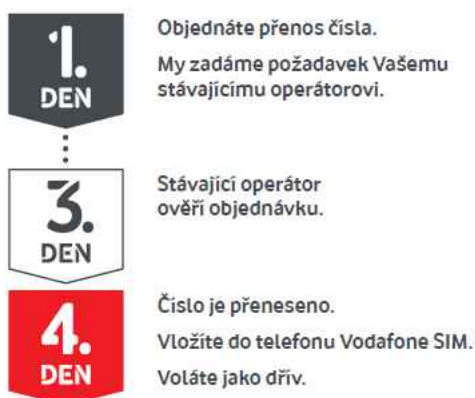 1.
DEN
Objednáte přenos čísla.
My zadáme požadavek Vašemu
stávajícímu operátorovi.
3.
DEN
Stávající operátor
ověří objednávku.
4.
DEN
Číslo je přeneseno.
Vložíte do telefonu Vodafone SIM.
Voláte jako dřív.